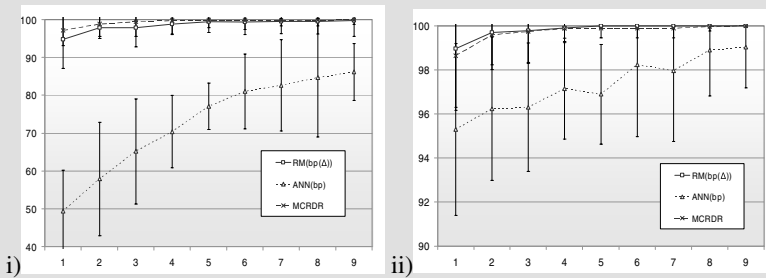 100
90
80
70
60
50
40
RM(bp(Δ))
ANN(bp)
MCRDR
1 2 3 4 5 6 7 8 9
i)
100
98
96
94
92
90
RM(bp(Δ))
ANN(bp)
MCRDR
1 2 3 4 5 6 7 8 9
ii)